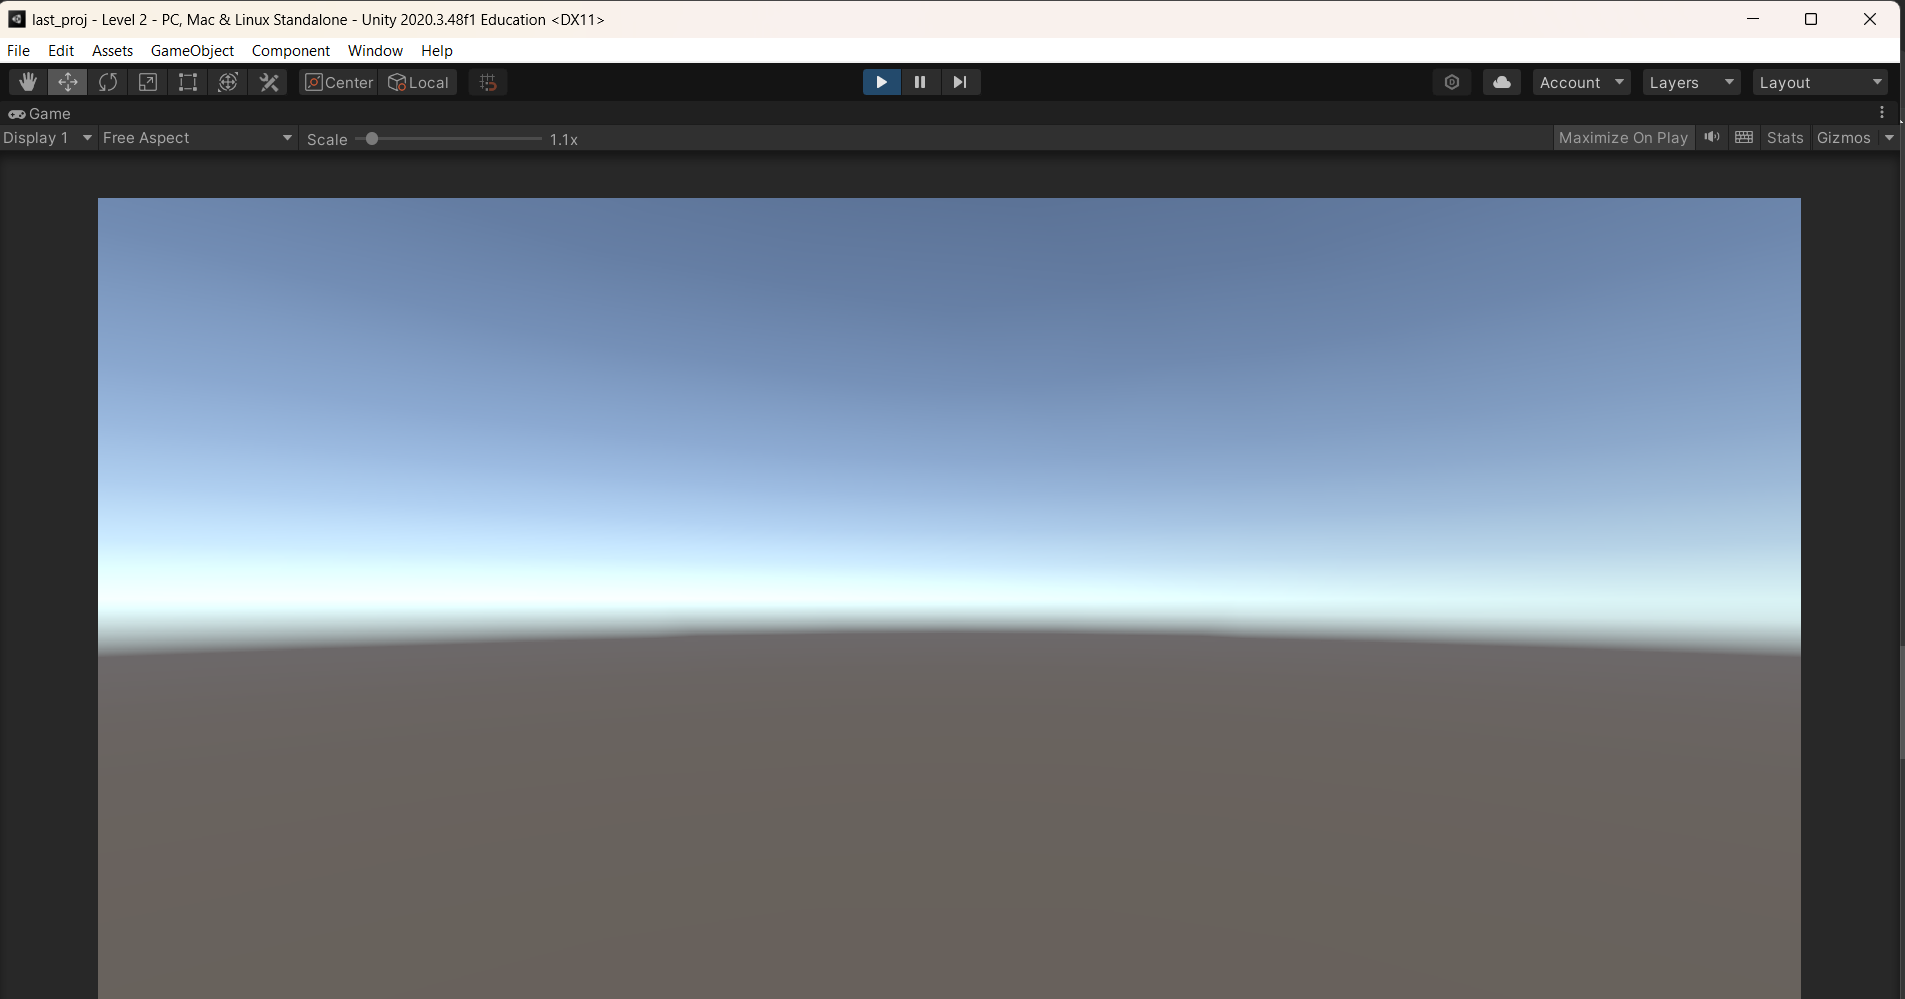 last_proj - Level 2 - PC, Mac & Linux Standalone - Unity 2020.3.48f1 Education <DX11>
File Edit Assets GameObject Component Window Help
Center Local Account Layers Layout
Game
Display 1 Free Aspect Scale 1.1x Maximize On Play Stats Gizmos